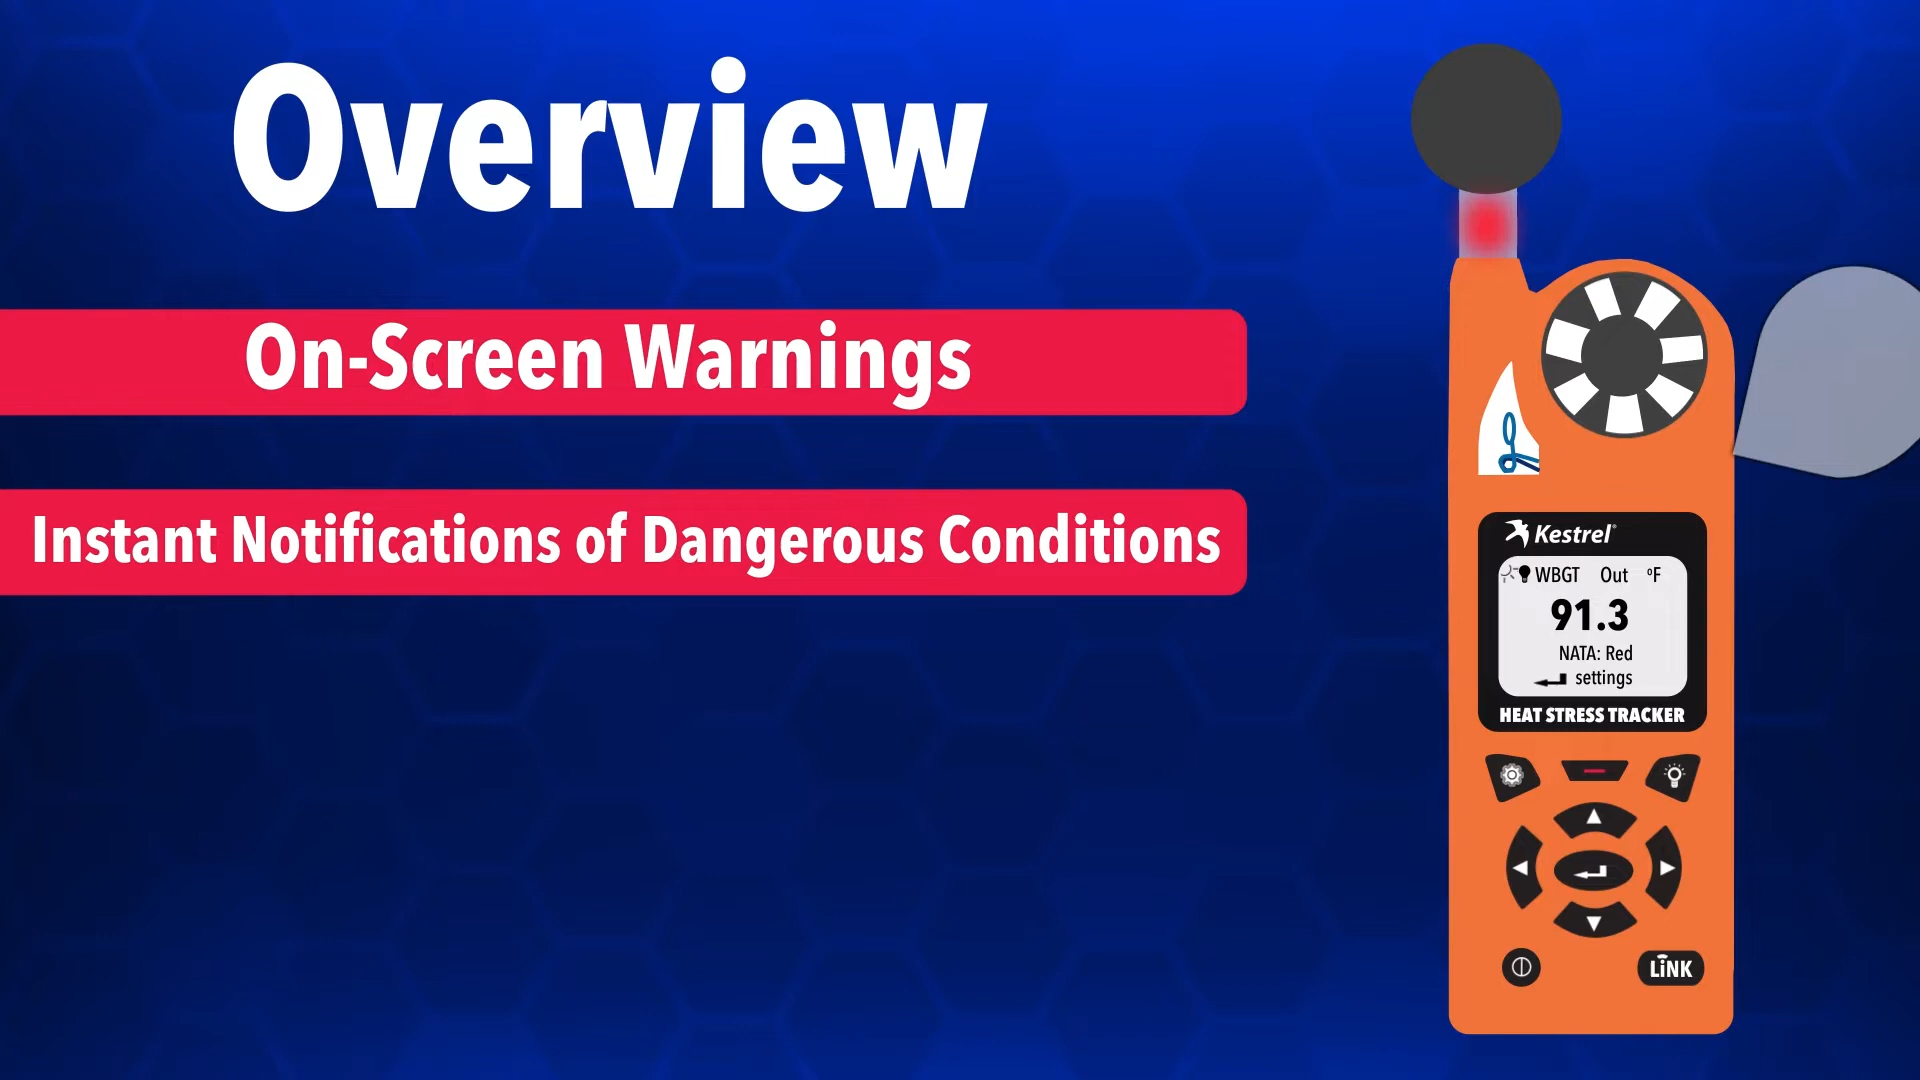 Overview
On-Screen Warnings
Instant Notifications of Dangerous Conditions
Kestrel®
WBGT Out °F
91.3
NATA: Red
settings
HEAT STRESS TRACKER
LiNK